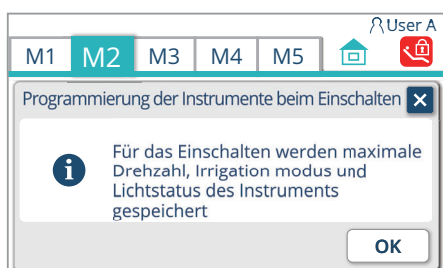 User A
M1 M2 M3 M4 M5
Programmierung der Instrumente beim Einschalten
Für das Einschalten werden maximale
Drehzahl, Irrigation modus und
Lichtstatus des Instruments
gespeichert
OK